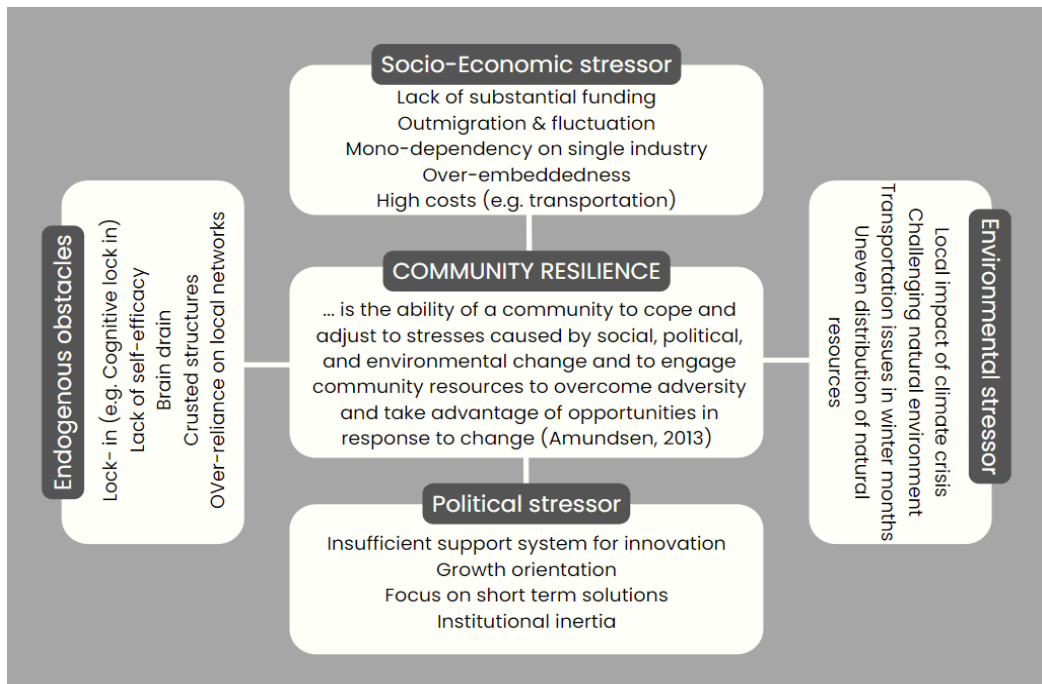 Socio-Economic stressor
Lack of substantial funding
Outmigration & fluctuation
Mono-dependency on single industry
Over-embeddedness
High costs (e.g. transportation)
Endogenous obstacles
Lock- in (e.g. Cognitive lock in)
Lack of self-efficacy
Brain drain
Crusted structures
OVer-reliance on local networks
COMMUNITY RESILIENCE
... is the ability of a community to cope and
adjust to stresses caused by social, political,
and environmental change and to engage
community resources to overcome adversity
and take advantage of opportunities in
response to change (Amundsen, 2013)
Environmental stressor
Local impact of climate crisis
Challenging natural environment
Transportation issues in winter months
Uneven distribution of natural
resources
Political stressor
Insufficient support system for innovation
Growth orientation
Focus on short term solutions
Institutional inertia